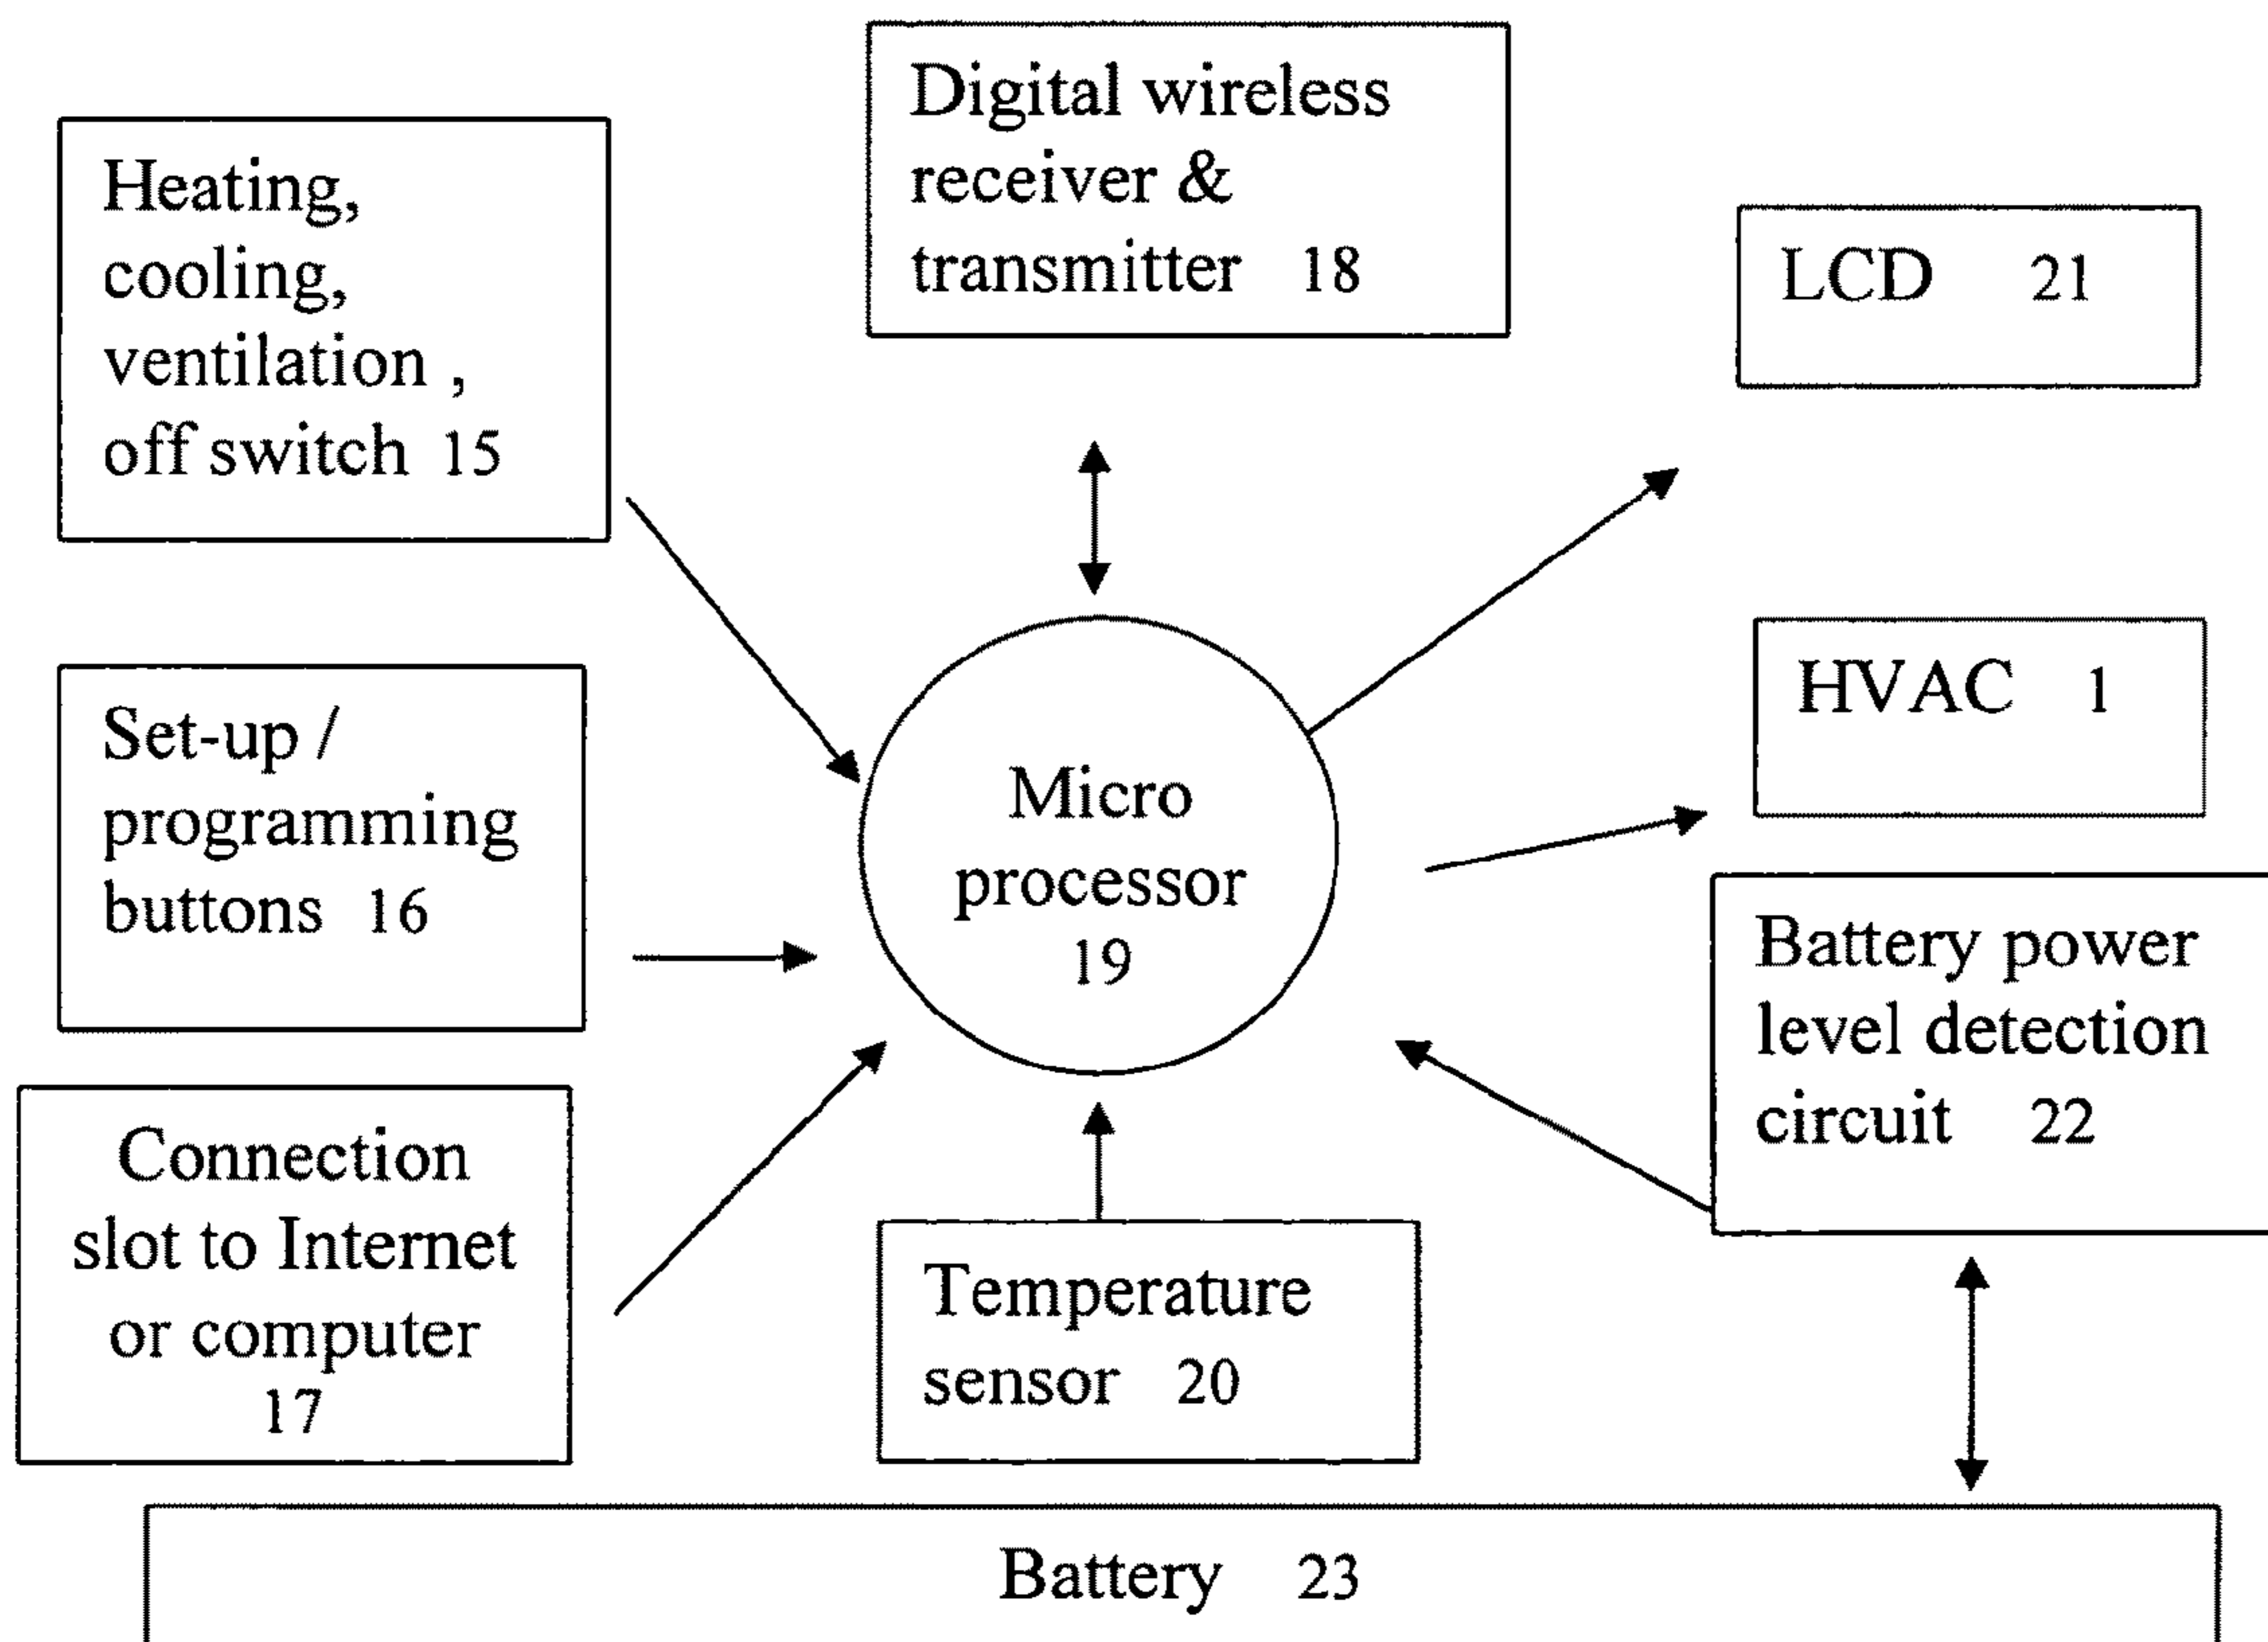 Heating,
cooling,
ventilation ,
off switch 15
Digital wireless
receiver &
transmitter 18
LCD 21
Set-up /
programming
buttons 16
Micro
processor
19
HVAC 1
Battery power
level detection
circuit 22
Connection
slot to Internet
or computer
17
Temperature
sensor 20
Battery 23